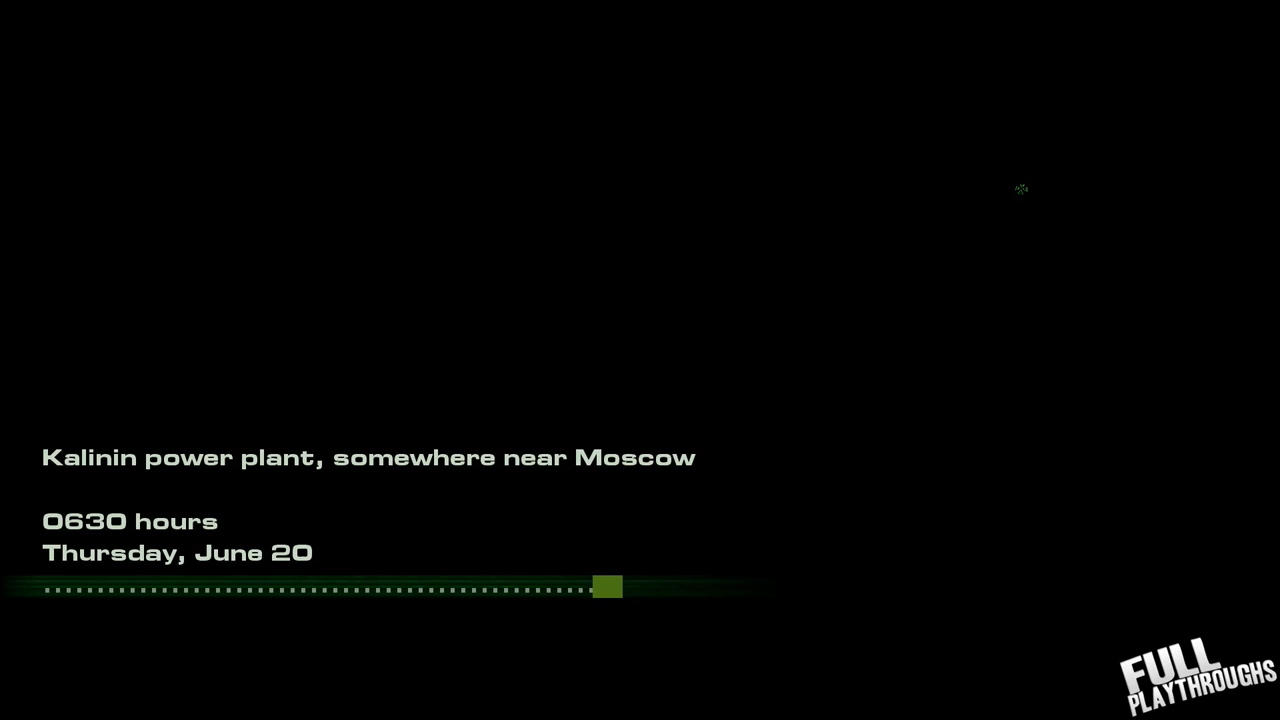 Kalinin power plant, somewhere near Moscow
0630 hours
Thursday, June 20
FULL
PLAYTHROUGHS